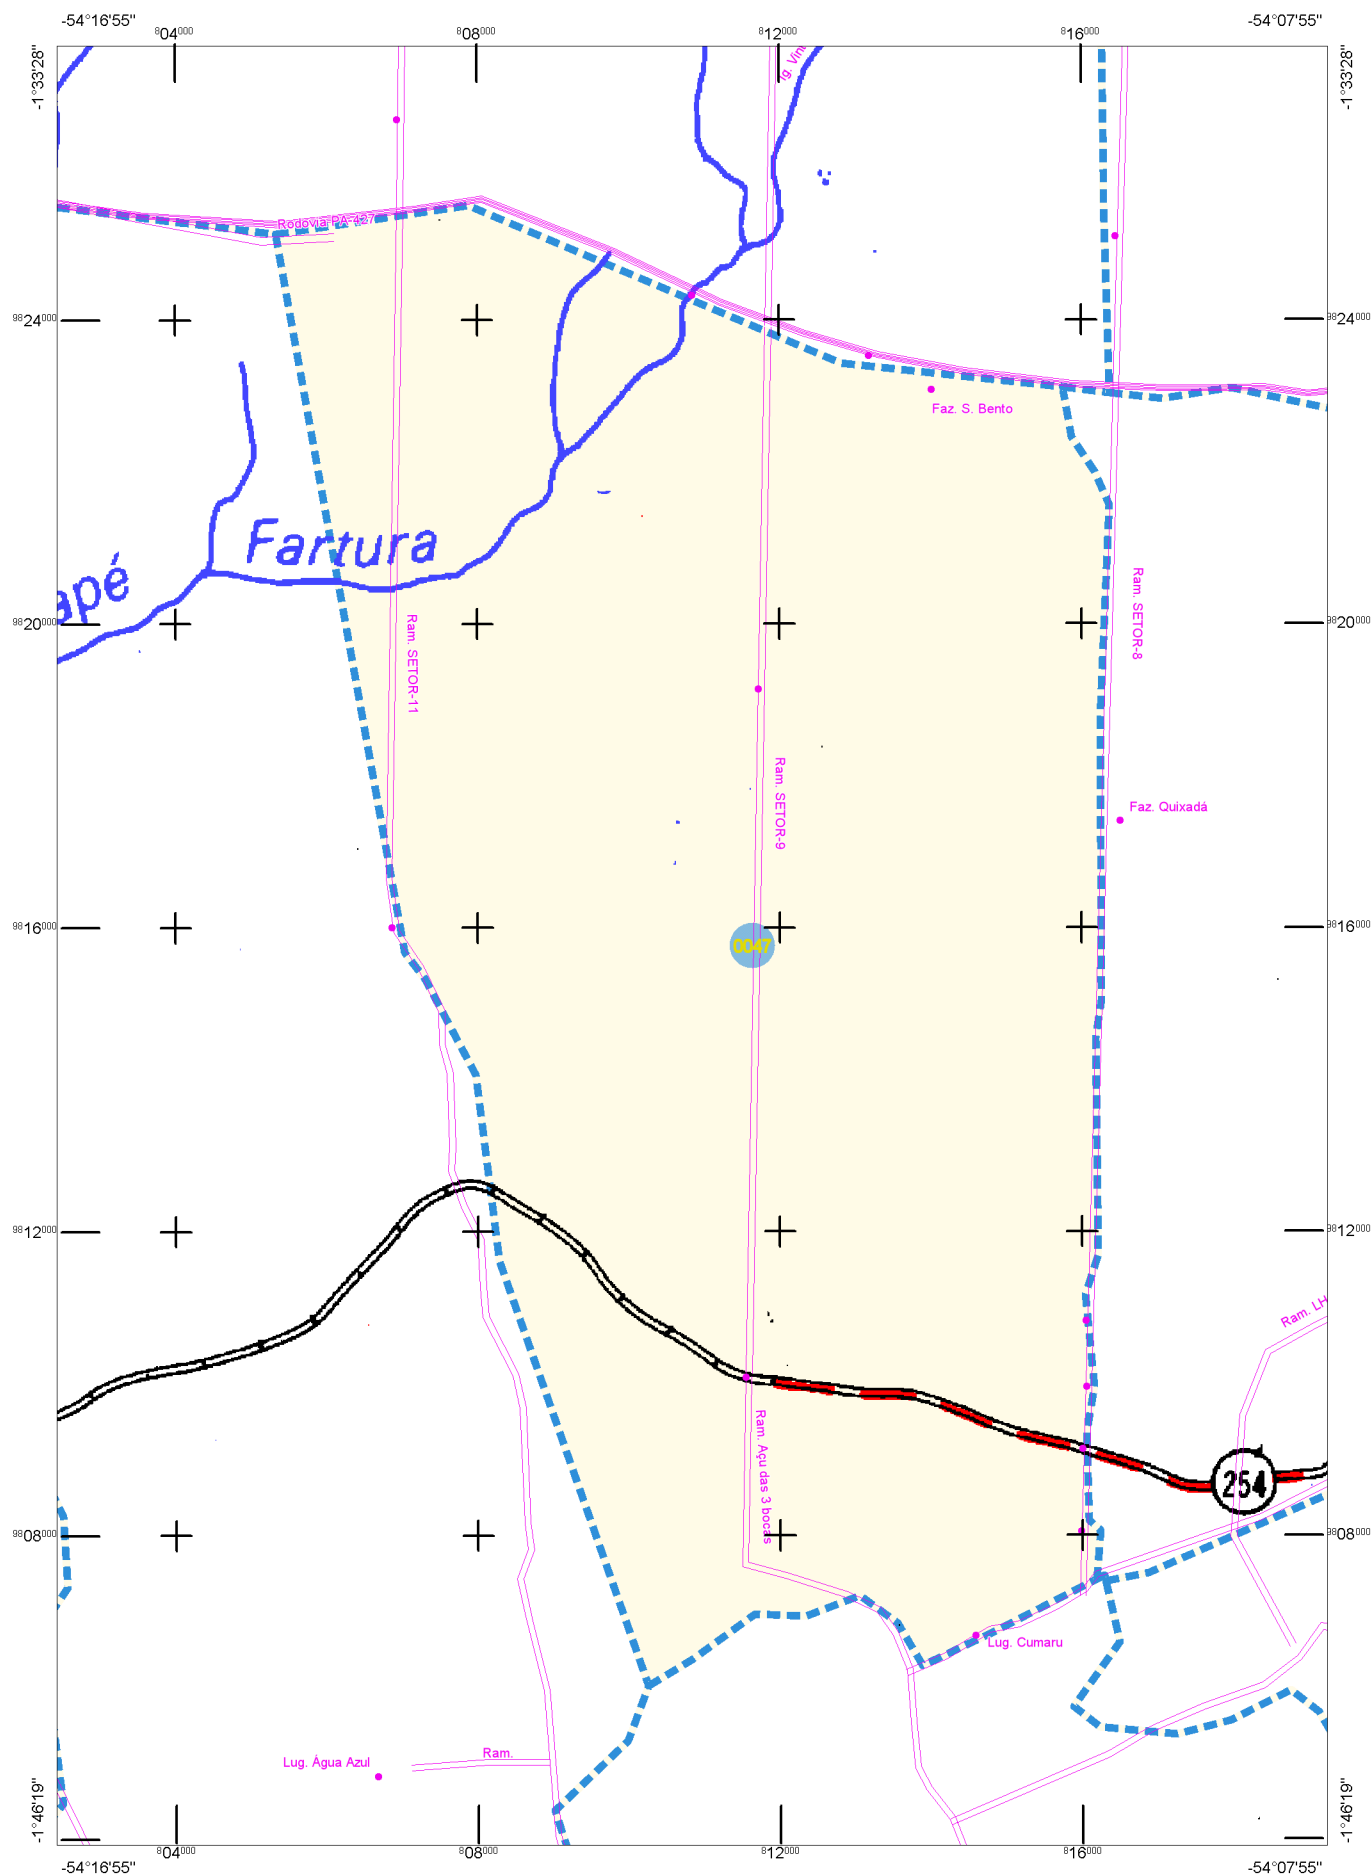 -54°16'55"
-54°07'55"
804000
808000
812000
816000
-1°33'28"
-1°33'28"
Rodovia PA-427
9824000
9824000
Faz. S. Bento
Fartura
apé
9820000
9820000
Ram. SETOR-11
Ram. SETOR-8
Ram. SETOR-9
Faz. Quixadá
9816000
9816000
0047
9812000
9812000
Ram. LH
Ram. Açu das 3 bocas
254
9808000
9808000
Lug. Cumaru
Ram.
Lug. Água Azul
-1°46'19"
-1°46'19"
804000
808000
812000
816000
-54°16'55"
-54°07'55"